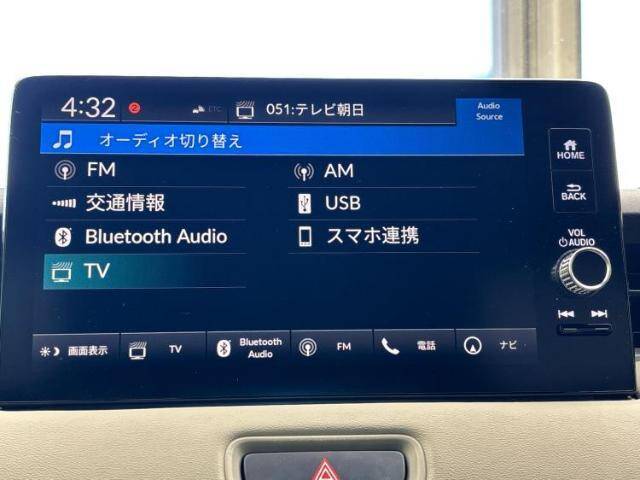 4:32 2 ETC 051:テレビ朝日 Audio Source
オーディオ切り替え
FM AM
交通情報 USB
Bluetooth Audio スマホ連携
TV
HOME
BACK
VOL
AUDIO
画面表示 TV Bluetooth Audio FM 電話 ナビ